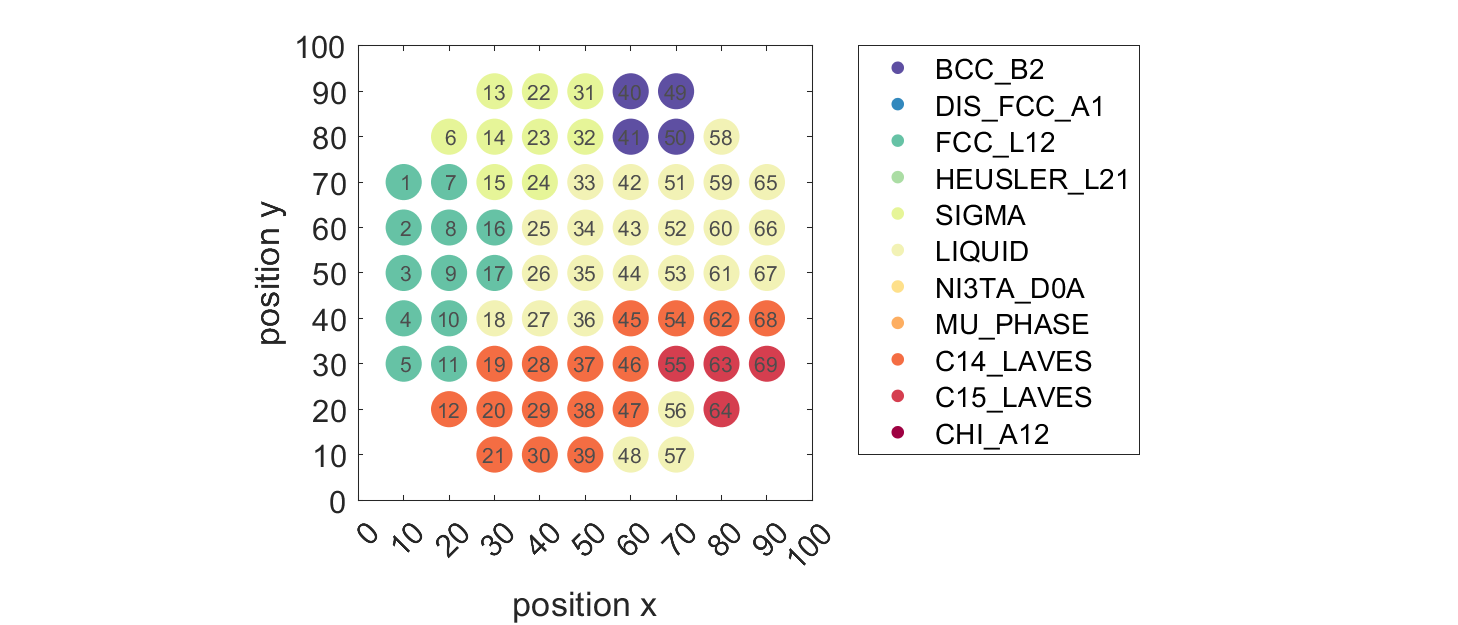 100
90 13 22 31 40 49
80 6 14 23 32 41 50 58
70 1 7 15 24 33 42 51 59 65
60 2 8 16 25 34 43 52 60 66
50 3 9 17 26 35 44 53 61 67
40 4 10 18 27 36 45 54 62 68
30 5 11 19 28 37 46 55 63 69
20 12 20 29 38 47 56 64
10 21 30 39 48 57
0
position y
0 10 20 30 40 50 60 70 80 90 100
position x
BCC_B2
DIS_FCC_A1
FCC_L12
HEUSLER_L21
SIGMA
LIQUID
NI3TA_D0A
MU_PHASE
C14_LAVES
C15_LAVES
CHI_A12